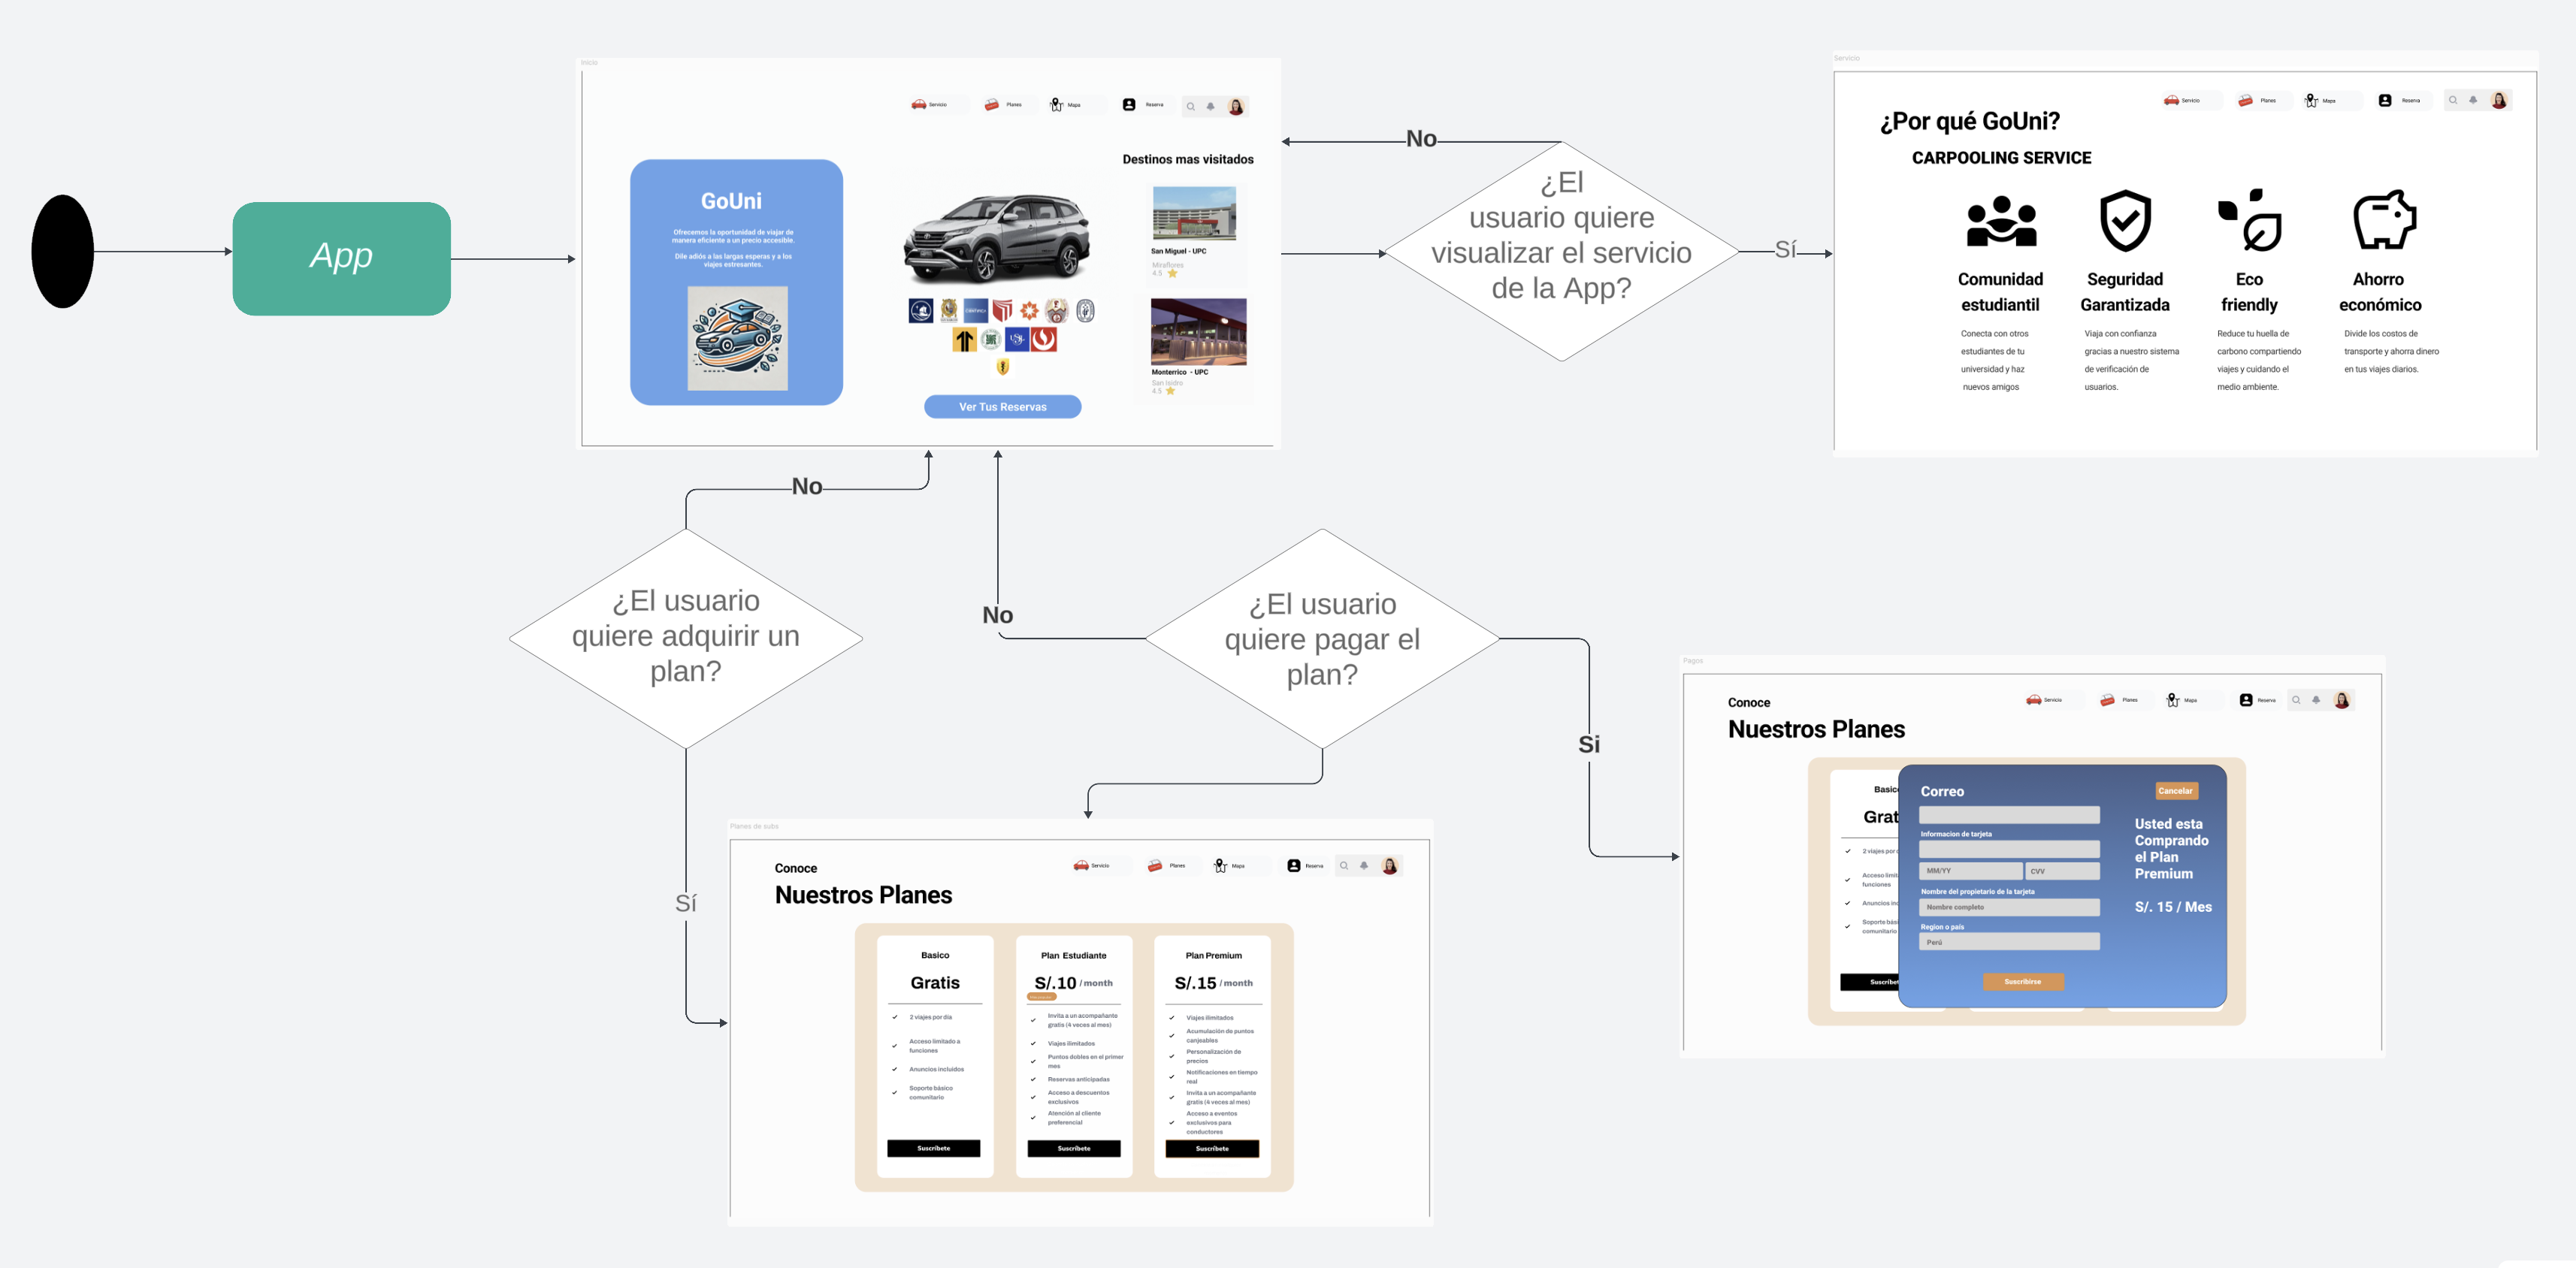 App
Inicio
Servicio
Planes
Mapa
Reserva
GoUni
Ofrecemos la oportunidad de viajar de
manera eficiente a un precio accesible.
Dile adiós a las largas esperas y a los
viajes estresantes.
CIENTÍFICA
USIL
Ver Tus Reservas
Destinos mas visitados
San Miguel - UPC
Miraflores
4.5
Monterrico - UPC
San Isidro
4.5
No
¿El
usuario quiere
visualizar el servicio
de la App?
Sí
Servicio
Servicio
Planes
Mapa
Reserva
¿Por qué GoUni?
CARPOOLING SERVICE
Comunidad
estudiantil
Conecta con otros
estudiantes de tu
universidad y haz
nuevos amigos
Seguridad
Garantizada
Viaja con confianza
gracias a nuestro sistema
de verificación de
usuarios.
Eco
friendly
Reduce tu huella de
carbono compartiendo
viajes y cuidando el
medio ambiente.
Ahorro
económico
Divide los costos de
transporte y ahorra dinero
en tus viajes diarios.
No
¿El usuario
quiere adquirir un
plan?
Sí
No
¿El usuario
quiere pagar el
plan?
Si
Planes de subs
Conoce
Nuestros Planes
Servicio
Planes
Mapa
Reserva
Basico
Gratis
2 viajes por dia
Acceso limitado a
funciones
Anuncios incluidos
Soporte básico
comunitario
Suscríbete
Plan Estudiante
S/.10 / month
Invita a un acompañante
gratis (4 veces al mes)
Viajes ilimitados
Puntos dobles en el primer
mes
Reservas anticipadas
Acceso a descuentos
exclusivos
Atención al cliente
preferencial
Suscríbete
Plan Premium
S/.15 / month
Viajes ilimitados
Acumulación de puntos
canjeables
Personalización de
precios
Notificaciones en tiempo
real
Invita a un acompañante
gratis (4 veces al mes)
Acceso a eventos
exclusivos para
conductores
Suscríbete
Pagos
Conoce
Nuestros Planes
Servicio
Planes
Mapa
Reserva
Basic
Grat
2 viajes por
Acceso limit
funciones
Anuncios inc
Soporte bási
comunitario
Suscríbet
Correo
Informacion de tarjeta
MM/YY
CVV
Nombre del propietario de la tarjeta
Nombre completo
Region o país
Perú
Suscribirse
Cancelar
Usted esta
Comprando
el Plan
Premium
S/. 15 / Mes